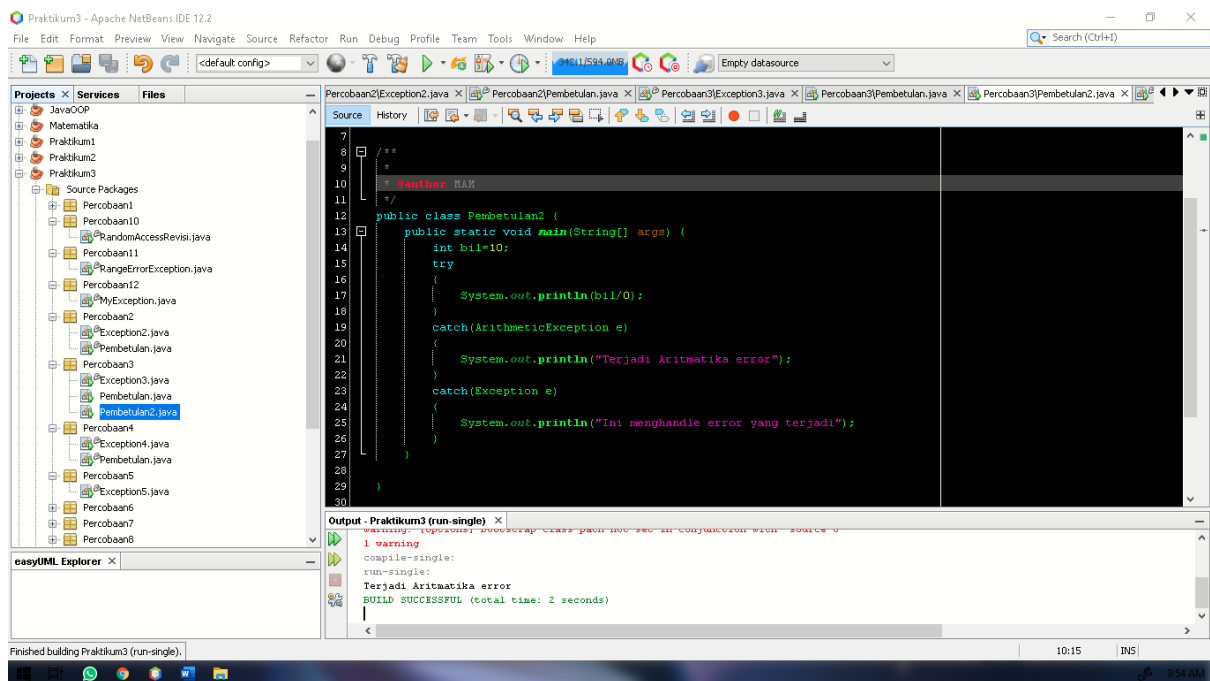 Praktikum3 - Apache NetBeans IDE 12.2
File Edit Format Preview View Navigate Source Refactor Run Debug Profile Team Tools Window Help
Search (Ctrl+I)
<default config>
Empty datasource
Projects Services Files
JavaOOP
Matematika
Praktikum1
Praktikum2
Praktikum3
Source Packages
Percobaan1
Percobaan10
RandomAccessRevisi.java
Percobaan11
RangeErrorException.java
Percobaan12
MyException.java
Percobaan2
Exception2.java
Pembetulan.java
Percobaan3
Exception3.java
Pembetulan.java
Pembetulan2.java
Percobaan4
Exception4.java
Pembetulan.java
Percobaan5
Exception5.java
Percobaan6
Percobaan7
Percobaan8
easyUML Explorer
Percobaan2\Exception2.java Percobaan2\Pembetulan.java Percobaan3\Exception3.java Percobaan3\Pembetulan.java Percobaan3\Pembetulan2.java
Source History
7
8 /**
9 *
10 * @author MAM
11 */
12 public class Pembetulan2 {
13 public static void main(String[] args) {
14 int bil=10;
15 try
16 {
17 System.out.println(bil/0);
18 }
19 catch(ArithmeticException e)
20 {
21 System.out.println("Terjadi Aritmatika error");
22 }
23 catch(Exception e)
24 {
25 System.out.println("Ini menghandle error yang terjadi");
26 }
27 }
28
29 }
30
Output - Praktikum3 (run-single)
1 warning
compile-single:
run-single:
Terjadi Aritmatika error
BUILD SUCCESSFUL (total time: 2 seconds)
Finished building Praktikum3 (run-single).
10:15 INS
9:54 AM